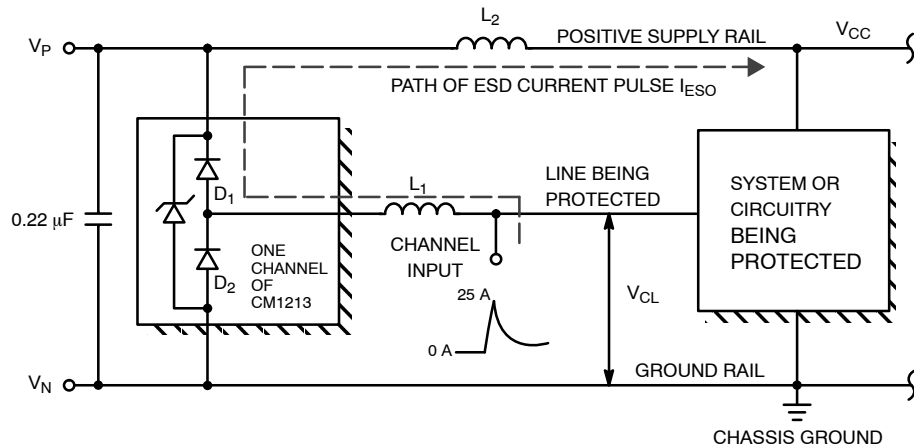 L2
VP
POSITIVE SUPPLY RAIL
VCC
PATH OF ESD CURRENT PULSE IESO
D1
L1
LINE BEING
PROTECTED
SYSTEM OR
CIRCUITRY
BEING
PROTECTED
0.22 μF
ONE
CHANNEL
OF
CM1213
D2
CHANNEL
INPUT
25 A
0 A
VCL
VN
GROUND RAIL
CHASSIS GROUND